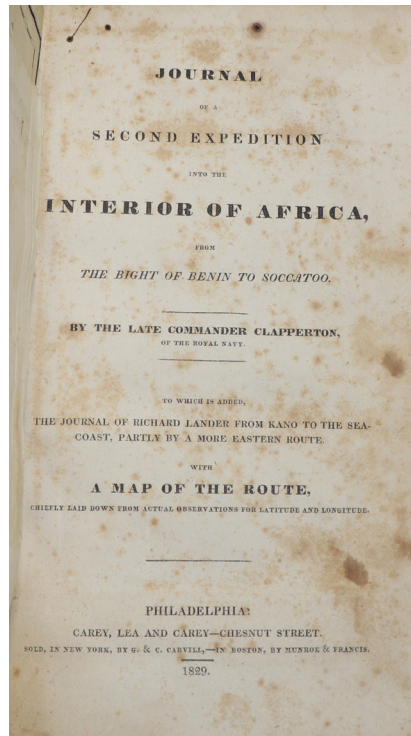 JOURNAL
OF A
SECOND EXPEDITION
INTO THE
INTERIOR OF AFRICA,
FROM
THE BIGHT OF BENIN TO SOCCATOO.
BY THE LATE COMMANDER CLAPPERTON,
OF THE ROYAL NAVY.
TO WHICH IS ADDED,
THE JOURNAL OF RICHARD LANDER FROM KANO TO THE SEA-
COAST, PARTLY BY A MORE EASTERN ROUTE.
WITH
A MAP OF THE ROUTE,
CHIEFLY LAID DOWN FROM ACTUAL OBSERVATIONS FOR LATITUDE AND LONGITUDE.
PHILADELPHIA:
CAREY, LEA AND CAREY—CHESNUT STREET.
SOLD, IN NEW YORK, BY G. & C. CARVILL,—IN BOSTON, BY MUNROE & FRANCIS.
1829.